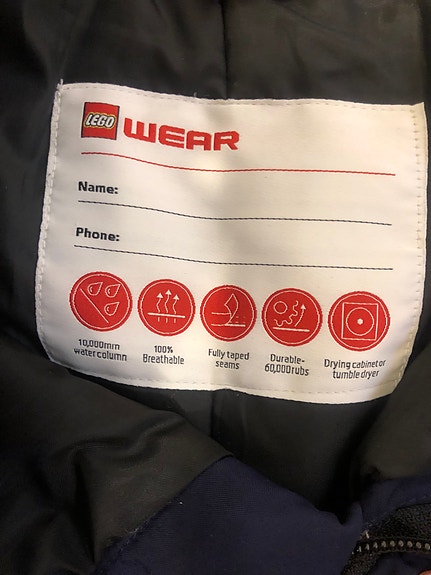 LEGO WEAR
Name:
Phone:
10,000mm
water column
100%
Breathable
Fully taped
seams
Durable-
60,000rubs
Drying cabinet or
tumble dryer